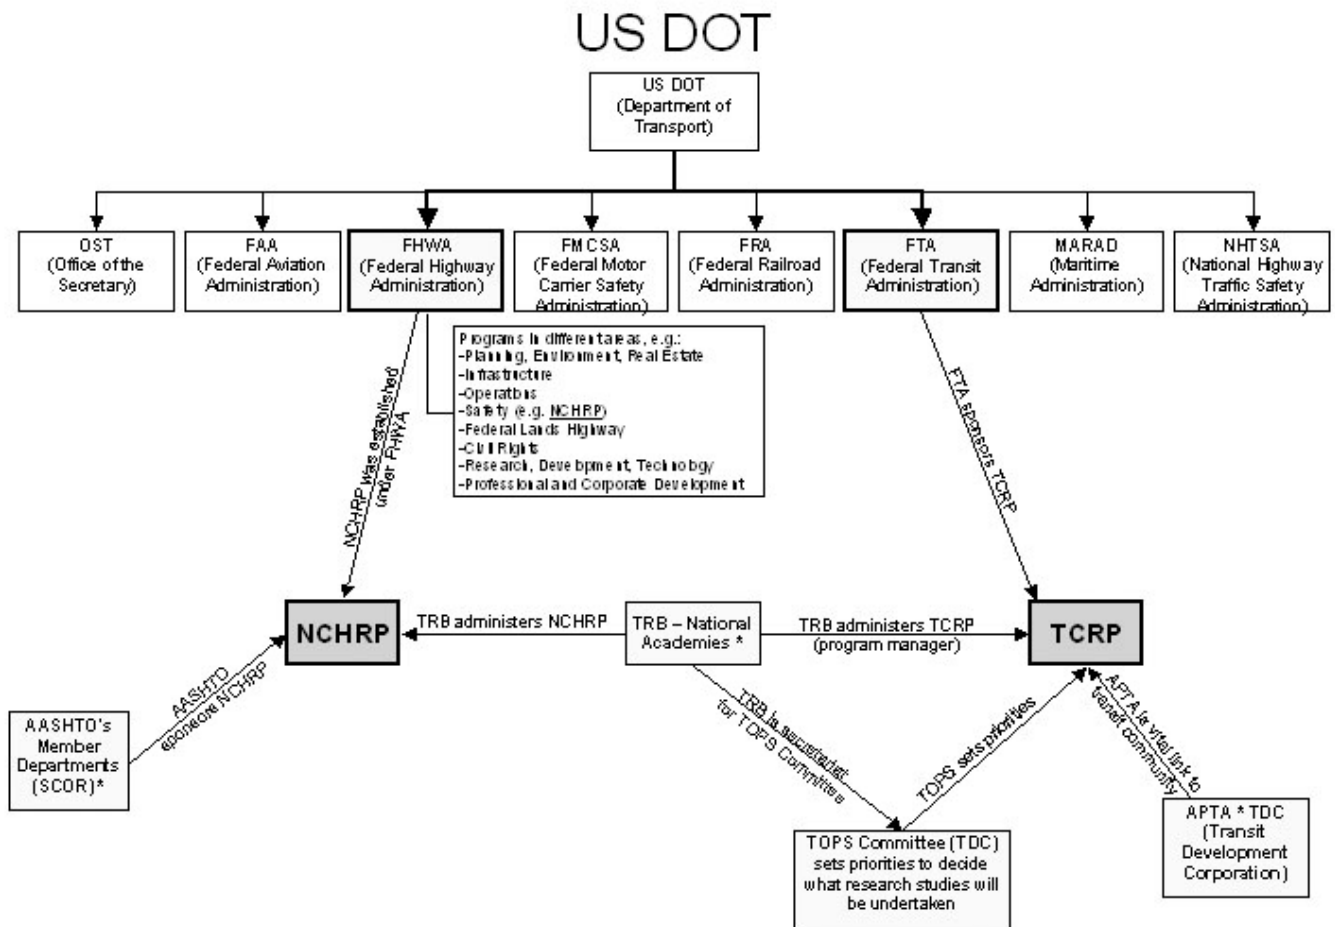 US DOT
US DOT
(Department of
Transport)
OST
(Office of the
Secretary)
FAA
(Federal Aviation
Administration)
FHWA
(Federal Highway
Administration)
FMCSA
(Federal Motor
Carrier Safety
Administration)
FRA
(Federal Railroad
Administration)
FTA
(Federal Transit
Administration)
MARAD
(Maritime
Administration)
NHTSA
(National Highway
Traffic Safety
Administration)
Programs in different areas, e.g.:
-Planning, Environment, Real Estate
-Infrastructure
-Operations
-Safety (e.g. NCHRP)
-Federal Lands Highway
-Civil Rights
-Research, Development, Technology
-Professional and Corporate Development
NCHRP was established
under FHWA
FTA sponsors TCRP
NCHRP
TRB administers NCHRP
TRB – National
Academies *
TRB administers TCRP
(program manager)
TCRP
AASHTO
sponsors NCHRP
AASHTO's
Member
Departments
(SCOR)*
TRB is secretariat
for TOPS Committee
TOPS sets priorities
APTA is vital link to
transit community
TOPS Committee (TDC)
sets priorities to decide
what research studies will
be undertaken
APTA * TDC
(Transit
Development
Corporation)